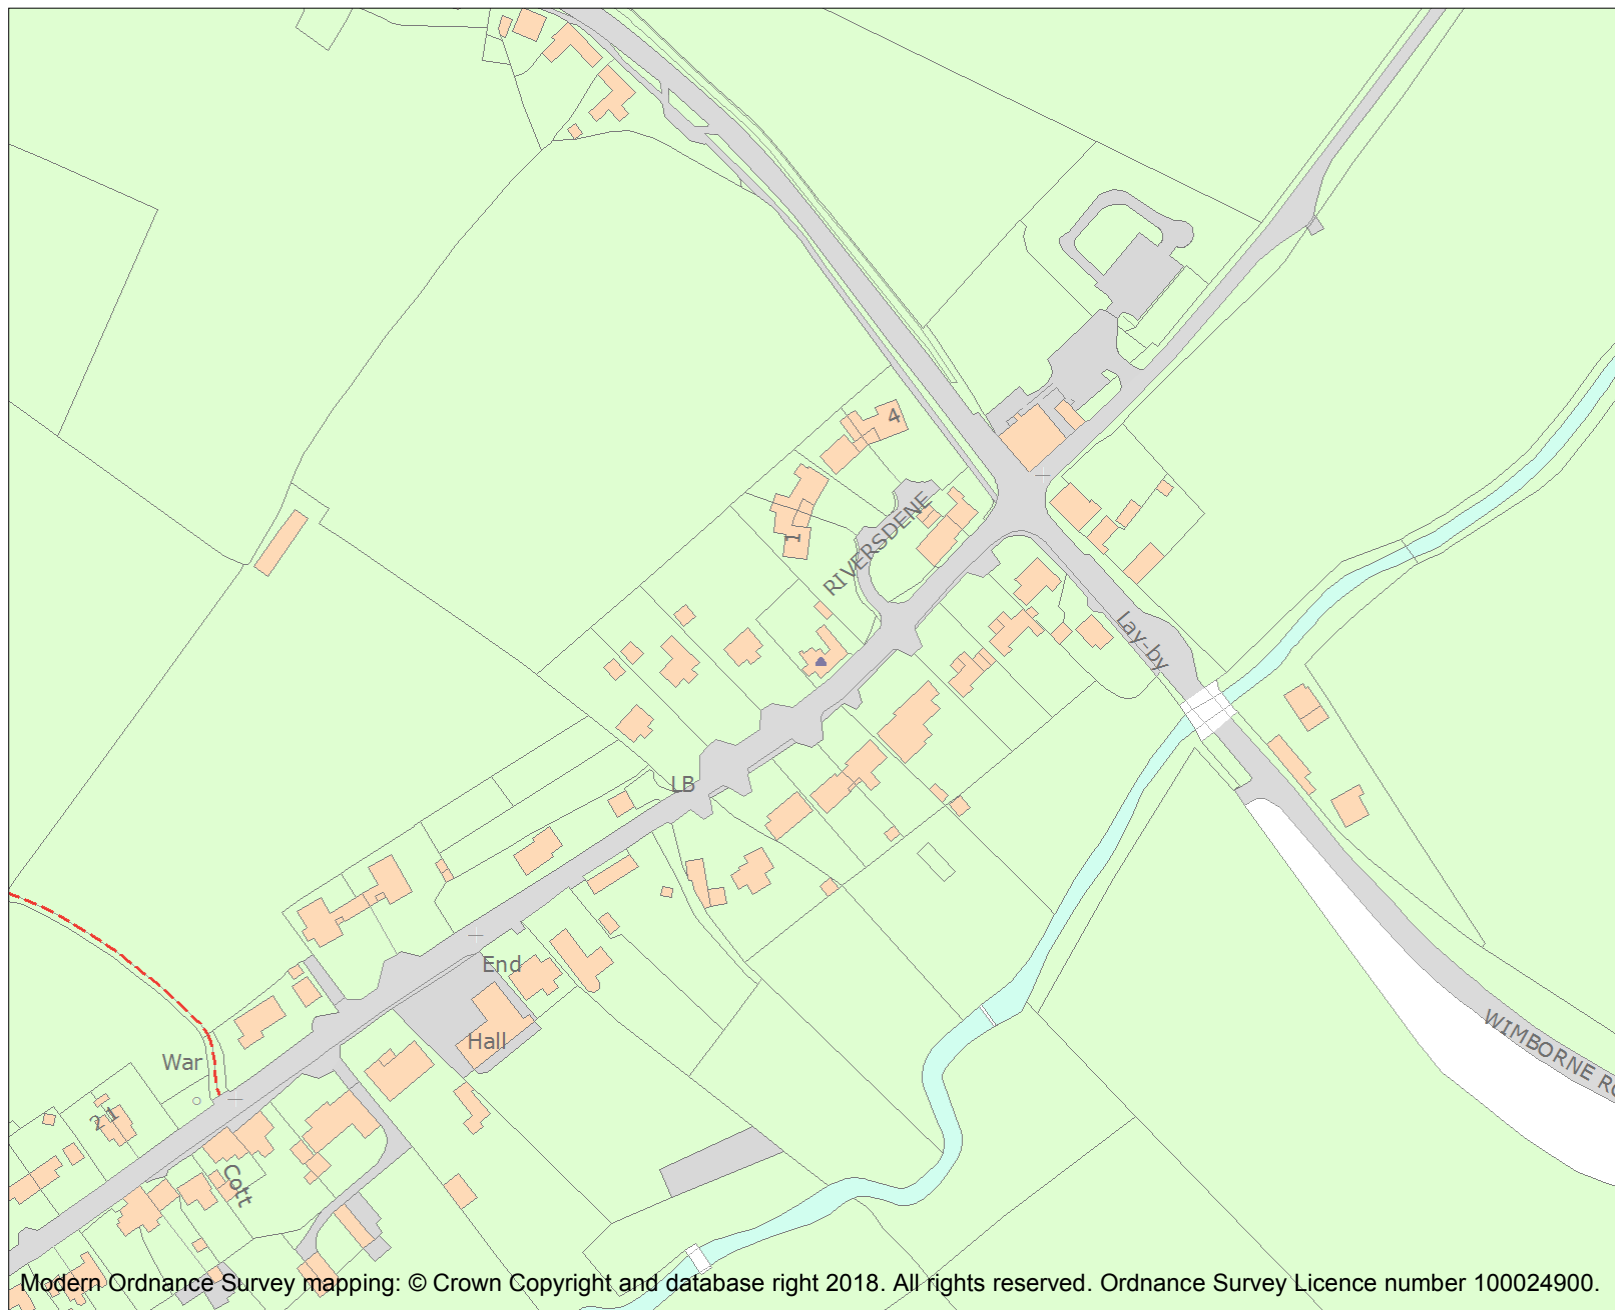 4
RIVERSDENE
1
Lay-by
LB
End
Hall
WIMBORNE RO
War
2 1
Cott
Modern Ordnance Survey mapping: © Crown Copyright and database right 2018. All rights reserved. Ordnance Survey Licence number 100024900.